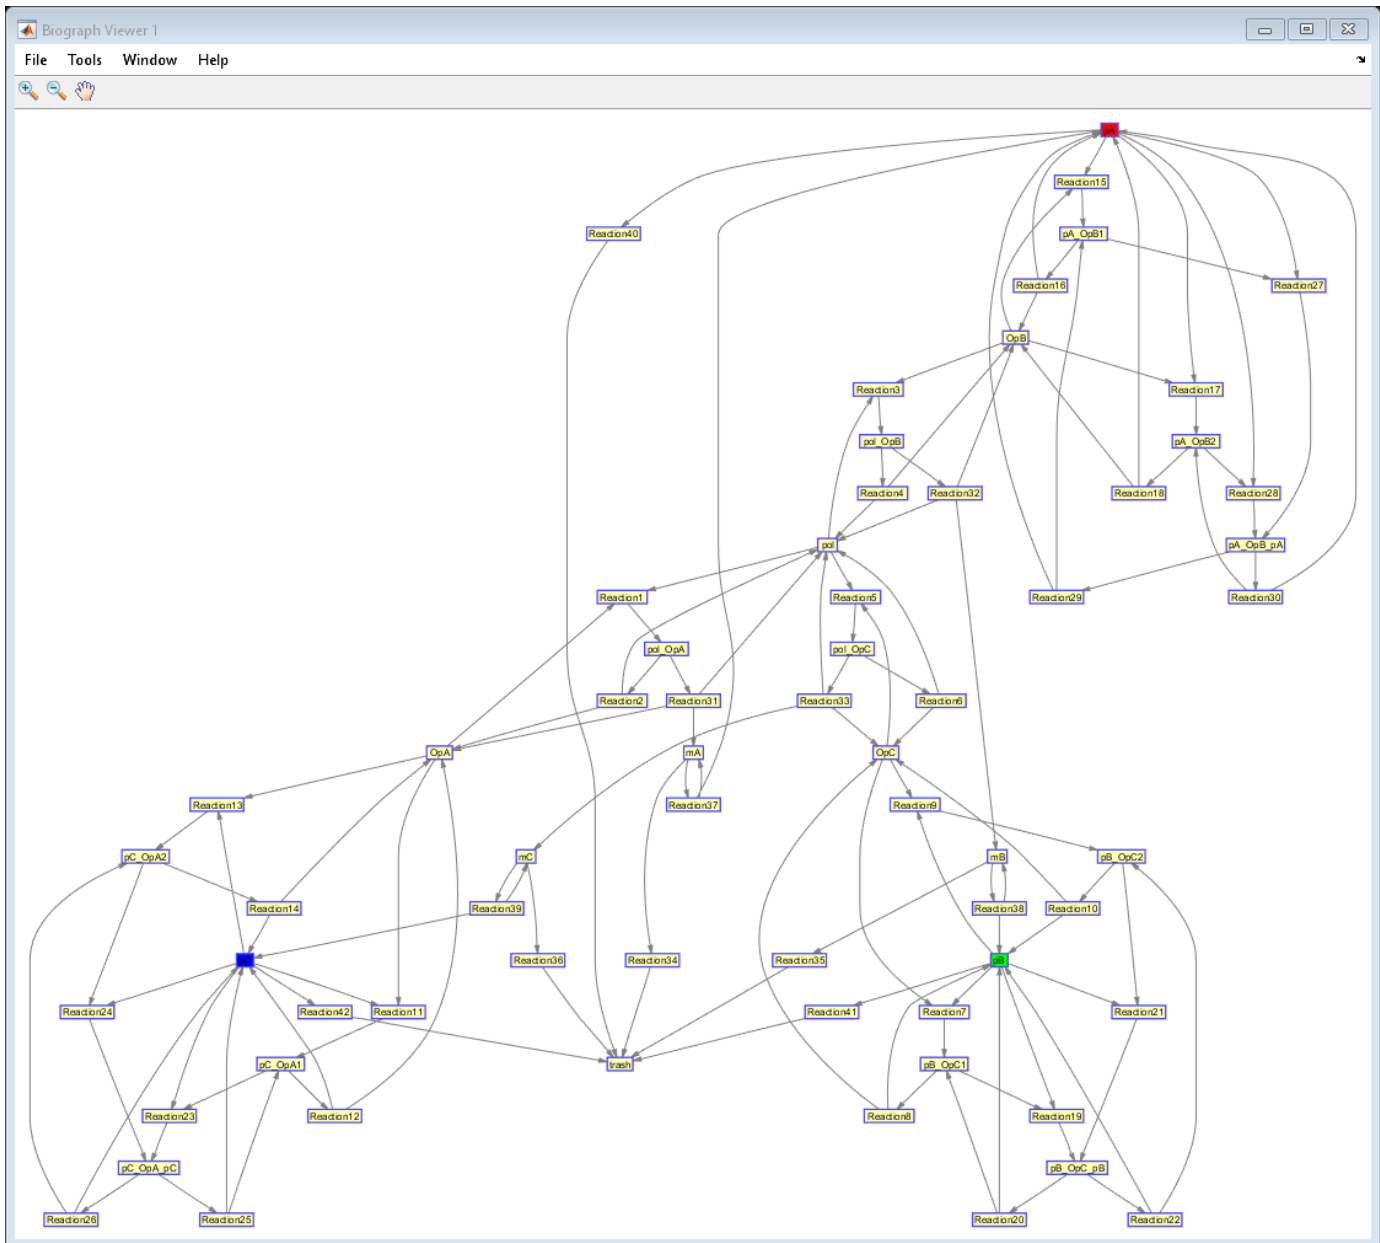 Biograph Viewer 1
File Tools Window Help
pA
Reaction15
Reaction40
pA_OpB1
Reaction16
Reaction27
OpB
Reaction3
Reaction17
pol_OpB
pA_OpB2
Reaction4
Reaction32
Reaction18
Reaction28
pol
pA_OpB_pA
Reaction1
Reaction5
Reaction29
Reaction30
pol_OpA
pol_OpC
Reaction2
Reaction31
Reaction33
Reaction6
OpA
mA
OpC
Reaction13
Reaction37
Reaction9
pC_OpA2
mC
mB
pB_OpC2
Reaction14
Reaction39
Reaction38
Reaction10
pC
Reaction36
Reaction34
Reaction35
pB
Reaction24
Reaction42
Reaction11
Reaction41
Reaction7
Reaction21
pC_OpA1
trash
pB_OpC1
Reaction23
Reaction12
Reaction8
Reaction19
pC_OpA_pC
pB_OpC_pB
Reaction26
Reaction25
Reaction20
Reaction22